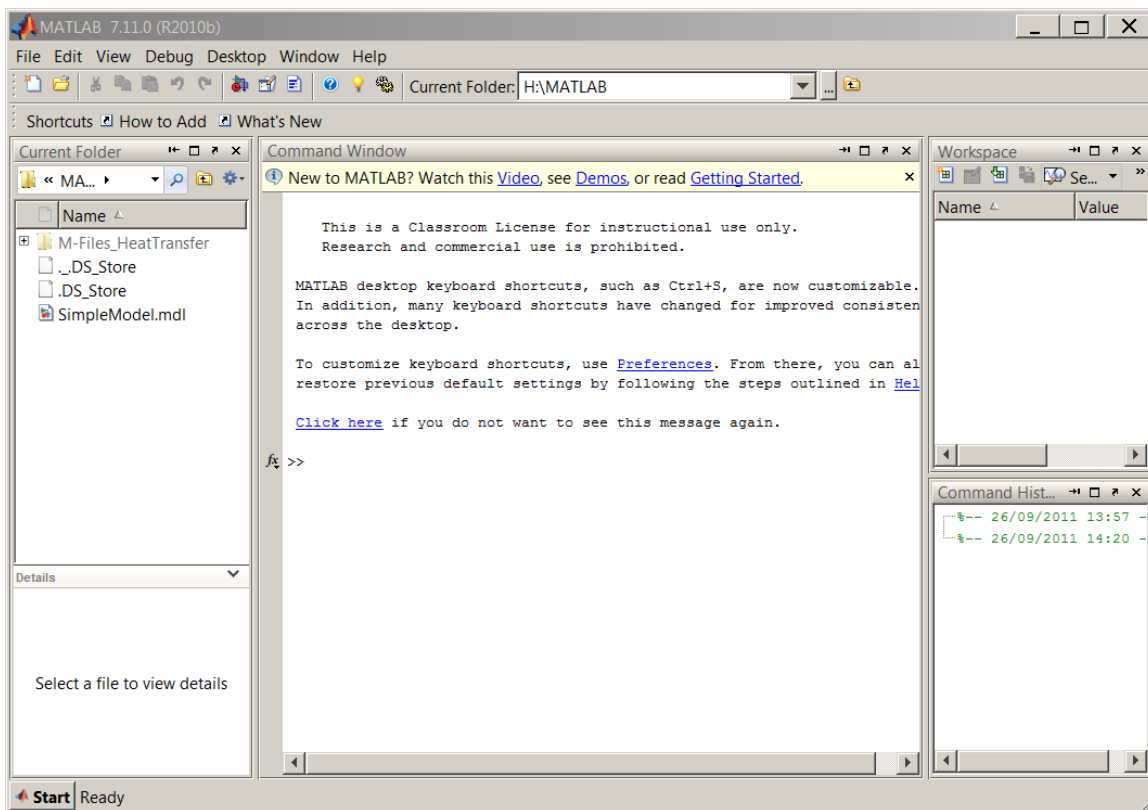 MATLAB 7.11.0 (R2010b)
File Edit View Debug Desktop Window Help
Current Folder: H:\MATLAB
...
Shortcuts How to Add What's New
Current Folder
« MA...
Name
M-Files_HeatTransfer
._.DS_Store
.DS_Store
SimpleModel.mdl
Details
Select a file to view details
Command Window
New to MATLAB? Watch this Video, see Demos, or read Getting Started.
This is a Classroom License for instructional use only.
Research and commercial use is prohibited.
MATLAB desktop keyboard shortcuts, such as Ctrl+S, are now customizable.
In addition, many keyboard shortcuts have changed for improved consisten
across the desktop.
To customize keyboard shortcuts, use Preferences. From there, you can al
restore previous default settings by following the steps outlined in Hel
Click here if you do not want to see this message again.
fx >>
Workspace
Se... »
Name Value
Command Hist...
%-- 26/09/2011 13:57 -
%-- 26/09/2011 14:20 -
Start Ready